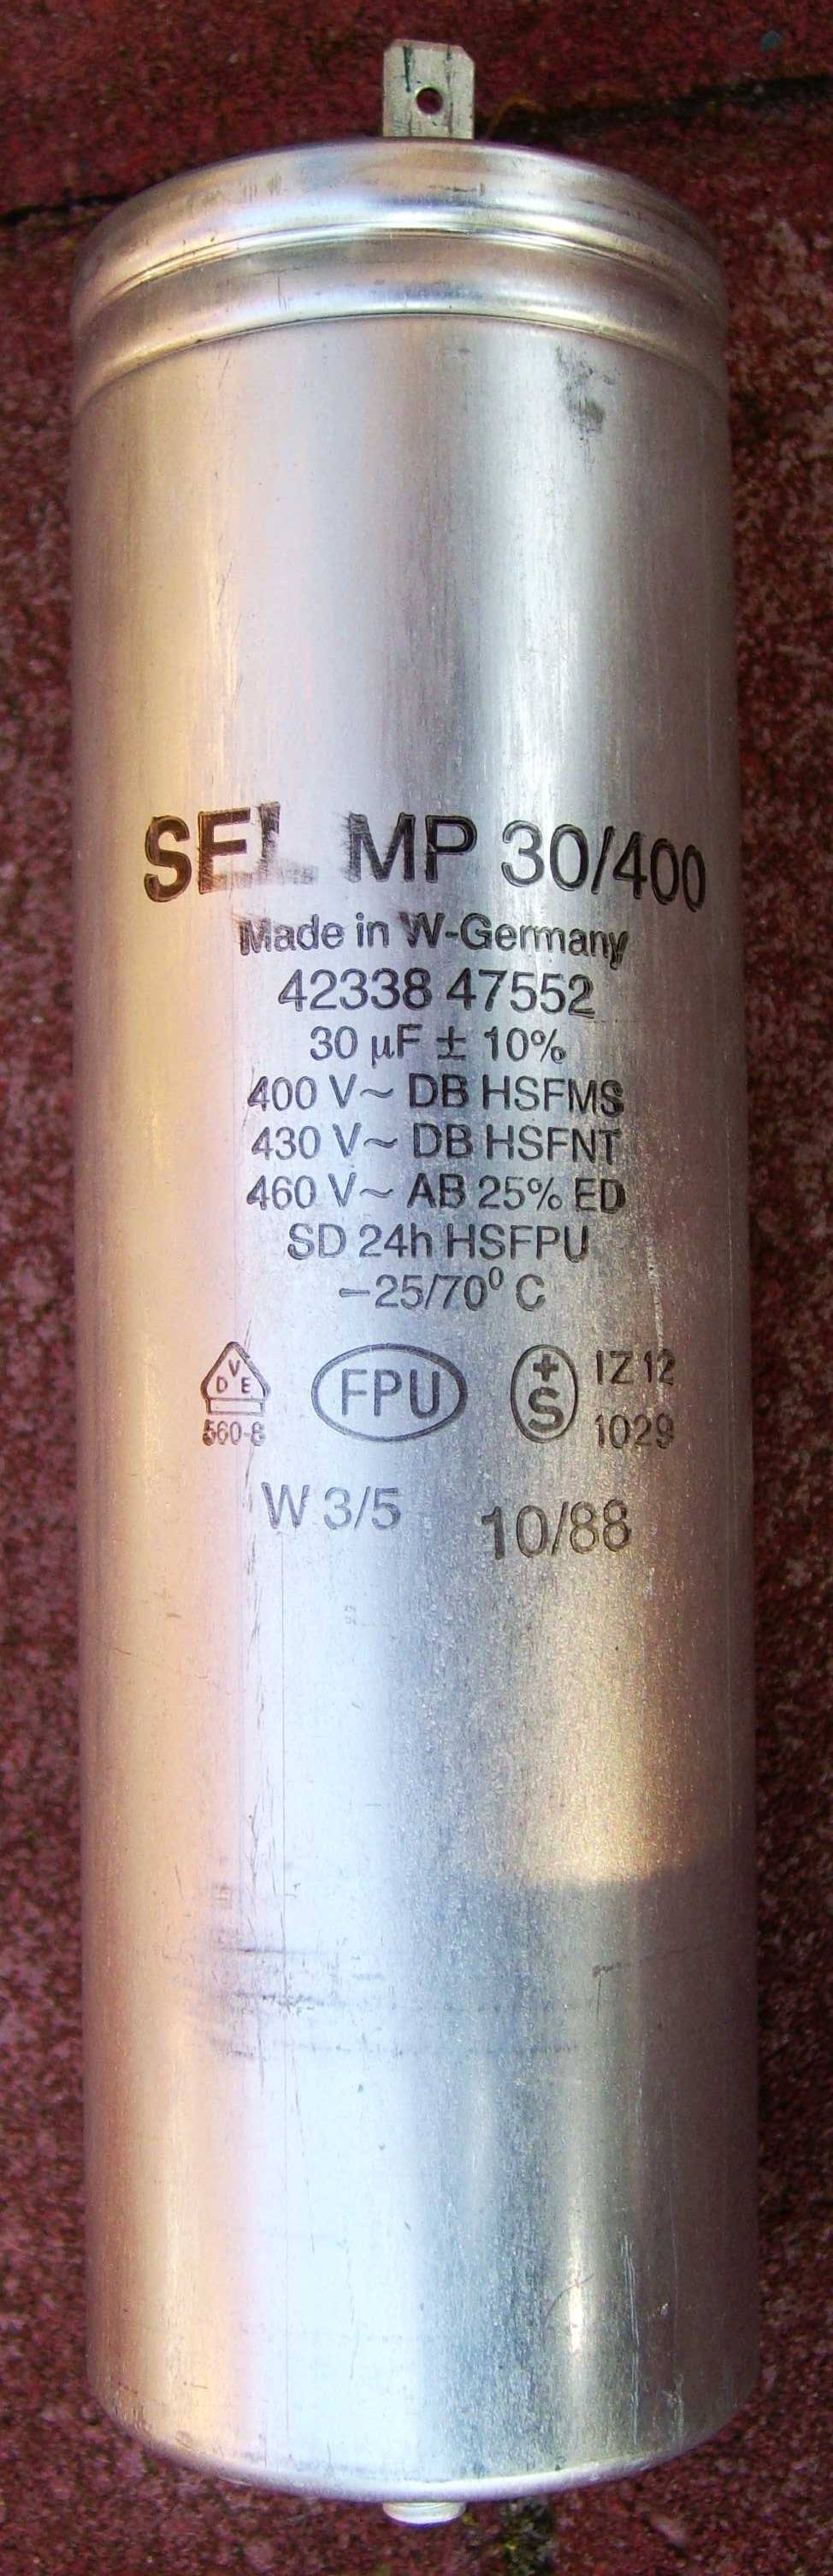 SEL MP 30/400
Made in W-Germany
42338 47552
30 µF ± 10%
400 V~ DB HSFMS
430 V~ DB HSFNT
460 V~ AB 25% ED
SD 24h HSFPU
–25/70⁰ C
VDE FPU +S IZ 12
560-8 1029
W 3/5 10/88